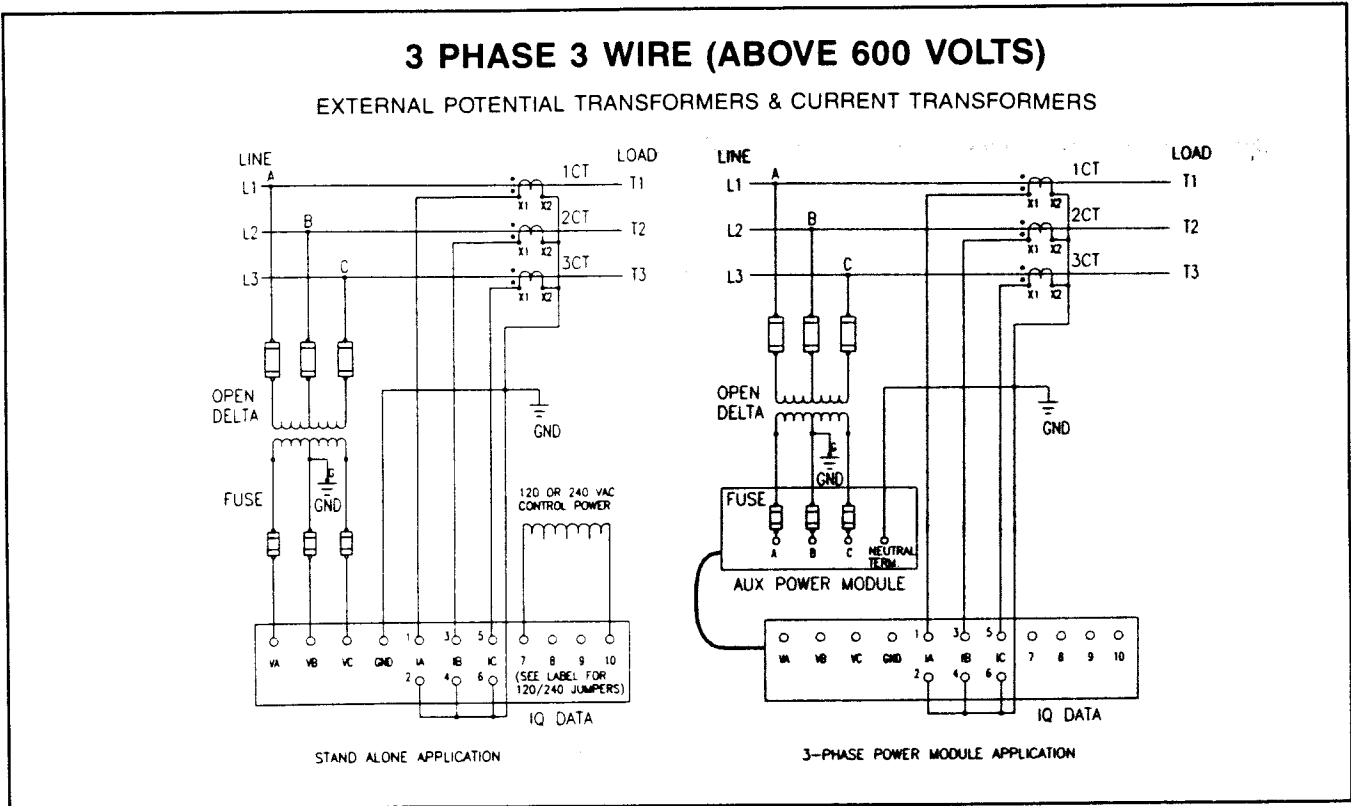 3 PHASE 3 WIRE (ABOVE 600 VOLTS)
EXTERNAL POTENTIAL TRANSFORMERS & CURRENT TRANSFORMERS
LINE
LOAD
A
1CT
L1
T1
X1 X2
B
2CT
L2
T2
X1 X2
C
3CT
L3
T3
X1 X2
OPEN
DELTA
GND
GND
FUSE
120 OR 240 VAC
CONTROL POWER
1 3 5
VA VB VC GND IA IB IC 7 8 9 10
2 4 6
(SEE LABEL FOR
120/240 JUMPERS)
IQ DATA
STAND ALONE APPLICATION
LINE
LOAD
A
1CT
L1
T1
X1 X2
B
2CT
L2
T2
X1 X2
C
3CT
L3
T3
X1 X2
OPEN
DELTA
GND
GND
FUSE
A B C NEUTRAL
TERM.
AUX POWER MODULE
1 3 5
VA VB VC GND IA IB IC 7 8 9 10
2 4 6
IQ DATA
3-PHASE POWER MODULE APPLICATION